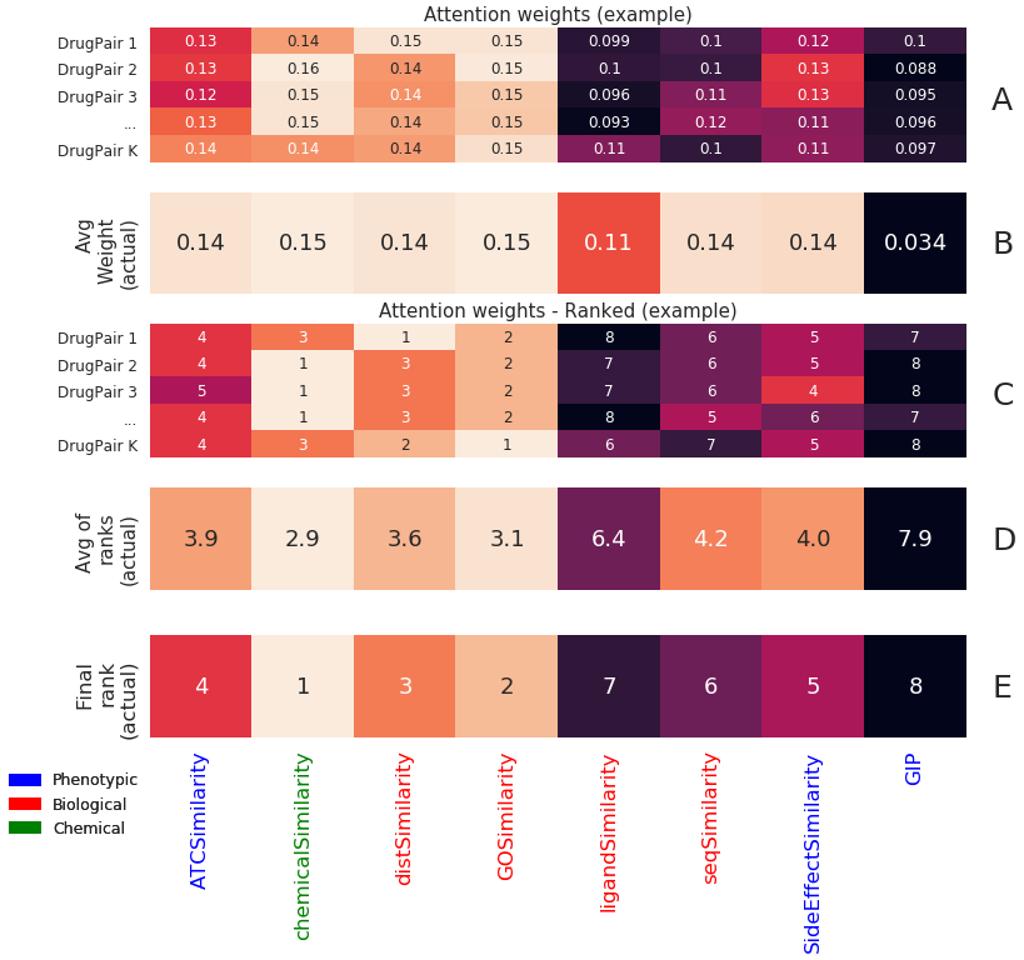 Attention weights (example)
DrugPair 1 0.13 0.14 0.15 0.15 0.099 0.1 0.12 0.1
DrugPair 2 0.13 0.16 0.14 0.15 0.1 0.1 0.13 0.088
DrugPair 3 0.12 0.15 0.14 0.15 0.096 0.11 0.13 0.095
... 0.13 0.15 0.14 0.15 0.093 0.12 0.11 0.096
DrugPair K 0.14 0.14 0.14 0.15 0.11 0.1 0.11 0.097
A
Avg
Weight
(actual)
0.14 0.15 0.14 0.15 0.11 0.14 0.14 0.034
B
Attention weights - Ranked (example)
DrugPair 1 4 3 1 2 8 6 5 7
DrugPair 2 4 1 3 2 7 6 5 8
DrugPair 3 5 1 3 2 7 6 4 8
... 4 1 3 2 8 5 6 7
DrugPair K 4 3 2 1 6 7 5 8
C
Avg of
ranks
(actual)
3.9 2.9 3.6 3.1 6.4 4.2 4.0 7.9
D
Final
rank
(actual)
4 1 3 2 7 6 5 8
E
Phenotypic
Biological
Chemical
ATCSimilarity
chemicalSimilarity
distSimilarity
GOSimilarity
ligandSimilarity
seqSimilarity
SideEffectSimilarity
GIP